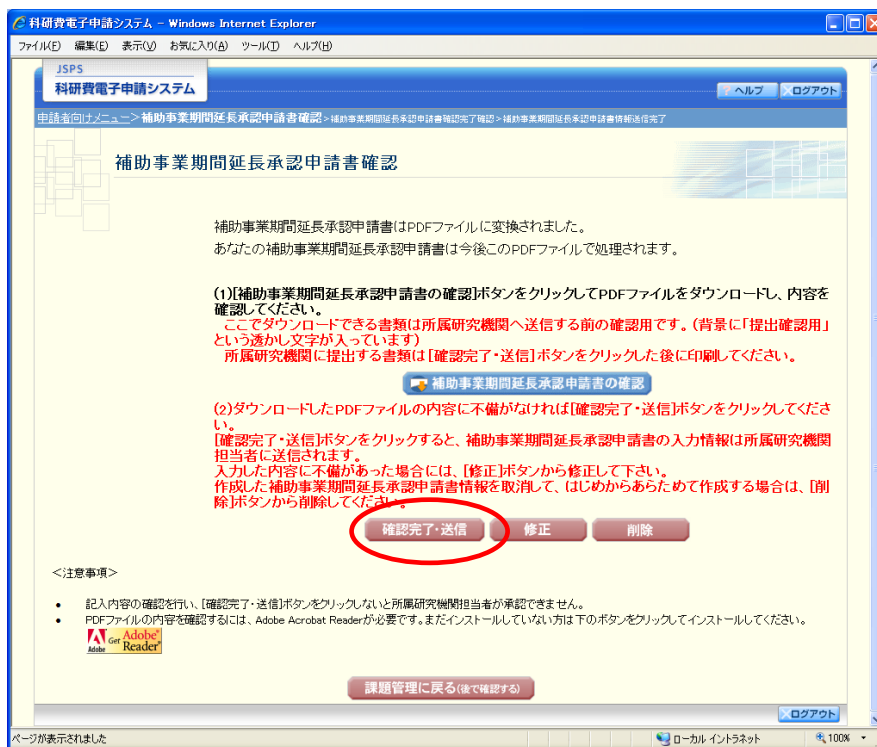 科研費電子申請システム - Windows Internet Explorer
ファイル(F) 編集(E) 表示(V) お気に入り(A) ツール(T) ヘルプ(H)
JSPS
科研費電子申請システム
? ヘルプ ログアウト
申請者向けメニュー>補助事業期間延長承認申請書確認>補助事業期間延長承認申請書確認完了確認>補助事業期間延長承認申請書情報送信完了
補助事業期間延長承認申請書確認
補助事業期間延長承認申請書はPDFファイルに変換されました。
あなたの補助事業期間延長承認申請書は今後このPDFファイルで処理されます。
(1)[補助事業期間延長承認申請書の確認]ボタンをクリックしてPDFファイルをダウンロードし、内容を
確認してください。
ここでダウンロードできる書類は所属研究機関へ送信する前の確認用です。(背景に「提出確認用」
という透かし文字が入っています)
所属研究機関に提出する書類は[確認完了・送信]ボタンをクリックした後に印刷してください。
補助事業期間延長承認申請書の確認
(2)ダウンロードしたPDFファイルの内容に不備がなければ[確認完了・送信]ボタンをクリックしてくださ
い。
[確認完了・送信]ボタンをクリックすると、補助事業期間延長承認申請書の入力情報は所属研究機関
担当者に送信されます。
入力した内容に不備があった場合には、[修正]ボタンから修正して下さい。
作成した補助事業期間延長承認申請書情報を取消して、はじめからあらためて作成する場合は、[削
除]ボタンから削除してください。
確認完了・送信 修正 削除
<注意事項>
• 記入内容の確認を行い、[確認完了・送信]ボタンをクリックしないと所属研究機関担当者が承認できません。
• PDFファイルの内容を確認するには、Adobe Acrobat Readerが必要です。まだインストールしていない方は下のボタンをクリックしてインストールしてください。
Adobe Get Adobe® Reader®
課題管理に戻る(後で確認する)
ログアウト
ページが表示されました ローカル イントラネット 100%